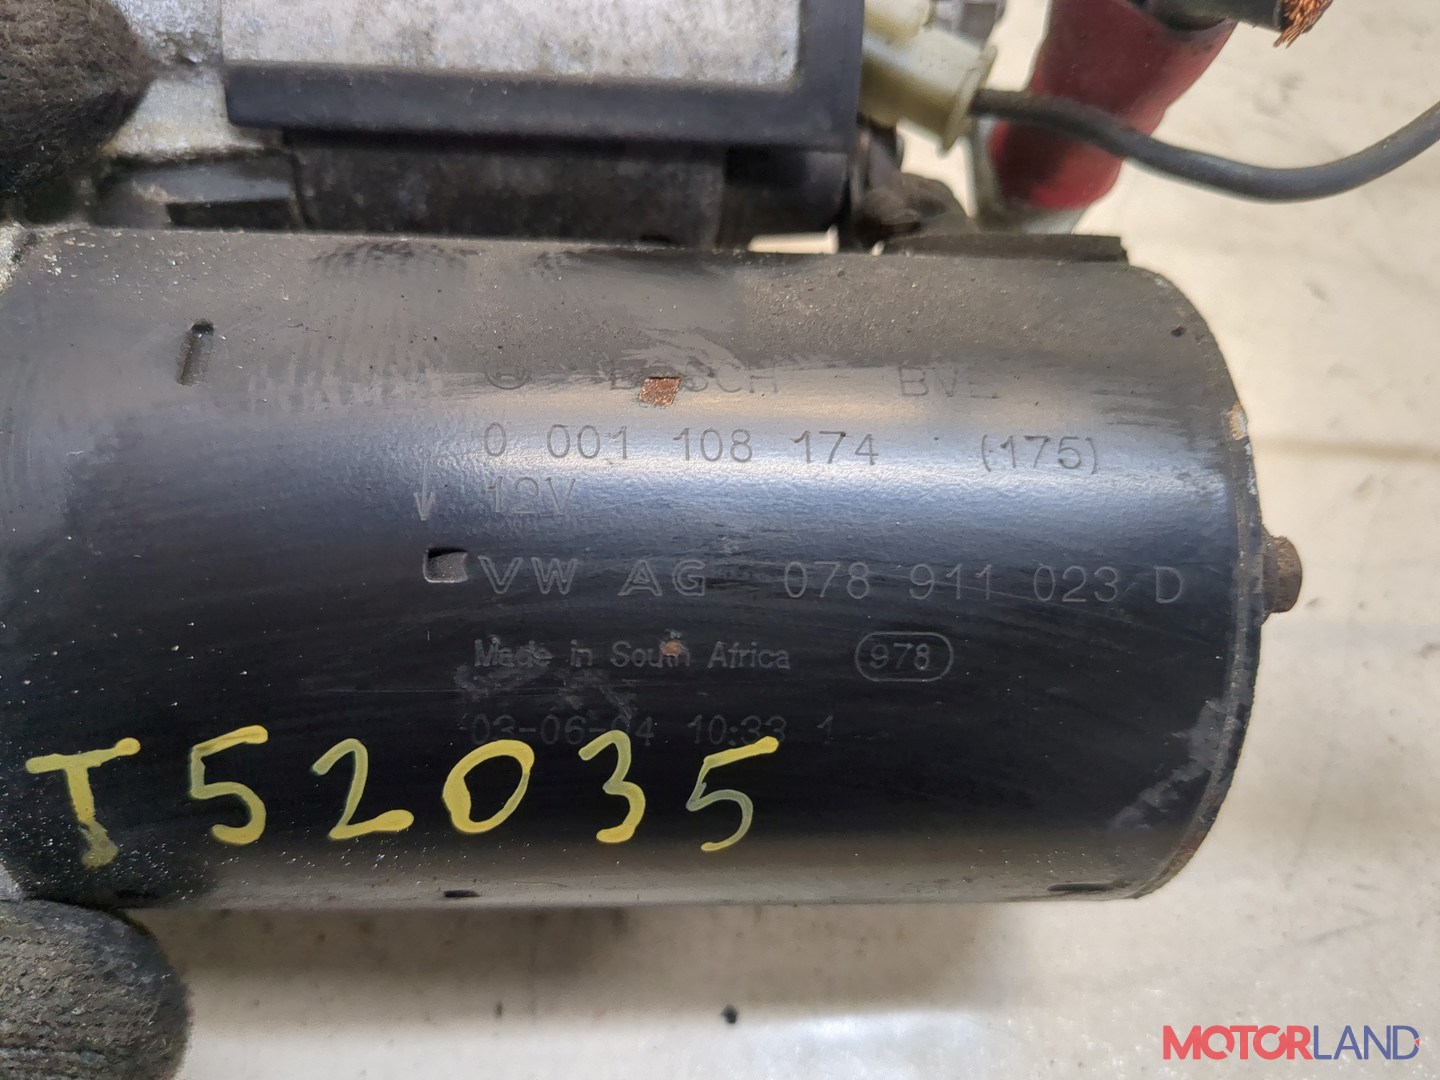 BOSCH
0 001 108 174 (175)
12V
VW AG 078 911 023 D
Made in South Africa 978
03-06-04 10:33 1
T52035
MOTORLAND